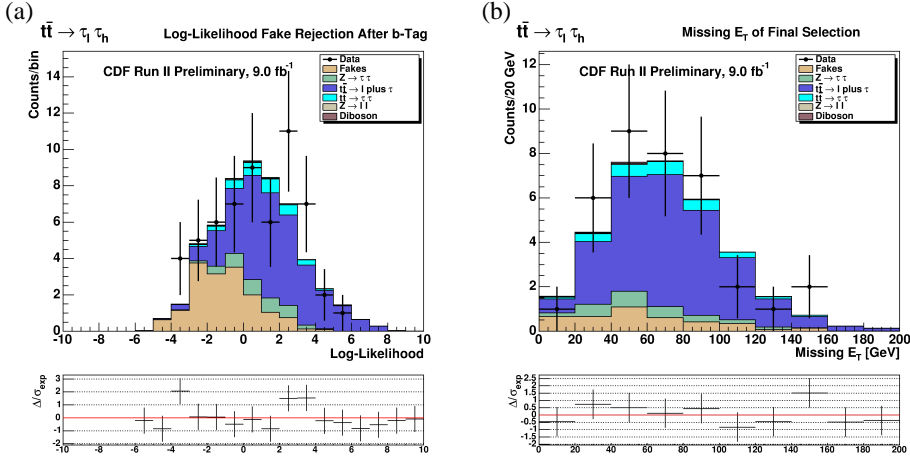 (a)
tt̄ → τl τh
Log-Likelihood Fake Rejection After b-Tag
Counts/bin
14
12
10
8
6
4
2
0
CDF Run II Preliminary, 9.0 fb-1
Data
Fakes
Z → τ τ
tt̄ → l plus τ
tt̄ → τ τ
Z → l l
Diboson
-10 -8 -6 -4 -2 0 2 4 6 8 10
Log-Likelihood
Δ/σexp
3
2
1
0
-1
-2
-10 -8 -6 -4 -2 0 2 4 6 8 10
(b)
tt̄ → τl τh
Missing ET of Final Selection
Counts/20 GeV
12
10
8
6
4
2
0
CDF Run II Preliminary, 9.0 fb-1
Data
Fakes
Z → τ τ
tt̄ → l plus τ
tt̄ → τ τ
Z → l l
Diboson
0 20 40 60 80 100 120 140 160 180 200
Missing ET [GeV]
Δ/σexp
2.5
2
1.5
1
0.5
0
-0.5
-1
-1.5
-2
0 20 40 60 80 100 120 140 160 180 200